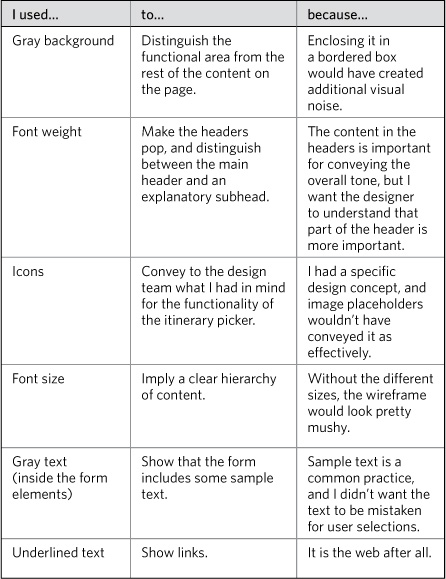 I used...
to...
because...
Gray background
Distinguish the
functional area from the
rest of the content on
the page.
Enclosing it in
a bordered box
would have created
additional visual
noise.
Font weight
Make the headers
pop, and distinguish
between the main
header and an
explanatory subhead.
The content in the
headers is important
for conveying the
overall tone, but I
want the designer
to understand that
part of the header is
more important.
Icons
Convey to the design
team what I had in mind
for the functionality of
the itinerary picker.
I had a specific
design concept, and
image placeholders
wouldn't have
conveyed it as
effectively.
Font size
Imply a clear hierarchy
of content.
Without the different
sizes, the wireframe
would look pretty
mushy.
Gray text
(inside the form
elements)
Show that the form
includes some sample
text.
Sample text is a
common practice,
and I didn't want the
text to be mistaken
for user selections.
Underlined text
Show links.
It is the web after all.